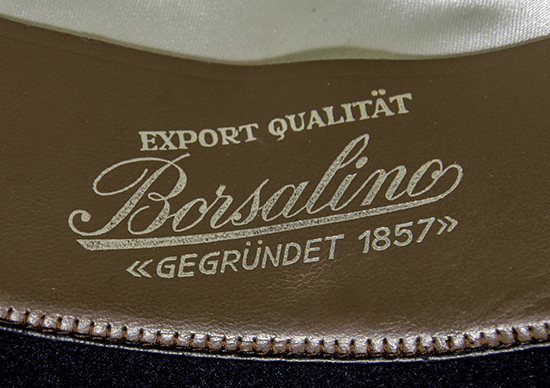 EXPORT QUALITÄT
Borsalino
«GEGRÜNDET 1857»